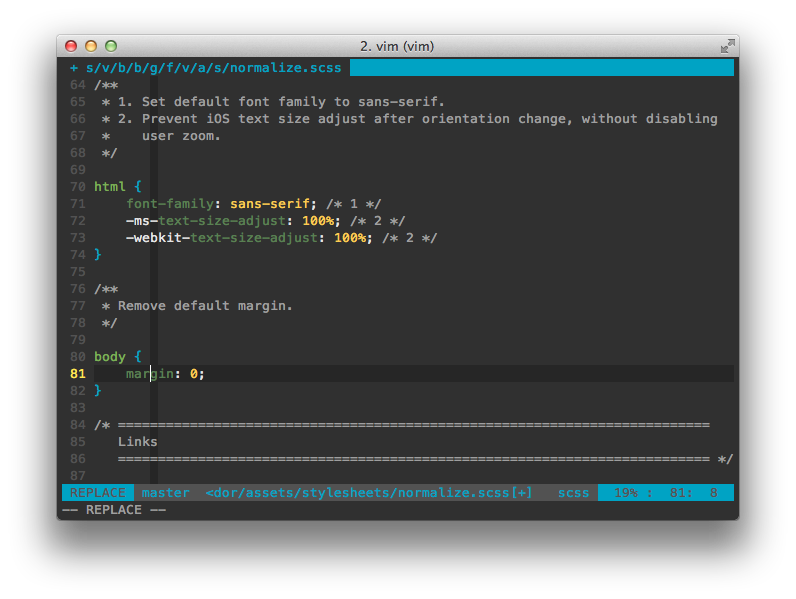 2. vim (vim)
+ s/v/b/b/g/f/v/a/s/normalize.scss
64 /**
65  * 1. Set default font family to sans-serif.
66  * 2. Prevent iOS text size adjust after orientation change, without disabling
67  *    user zoom.
68  */
69
70 html {
71     font-family: sans-serif; /* 1 */
72     -ms-text-size-adjust: 100%; /* 2 */
73     -webkit-text-size-adjust: 100%; /* 2 */
74 }
75
76 /**
77  * Remove default margin.
78  */
79
80 body {
81     margin: 0;
82 }
83
84 /* ==========================================================================
85    Links
86    ========================================================================== */
87
REPLACE master <dor/assets/stylesheets/normalize.scss[+] scss 19% : 81: 8
-- REPLACE --